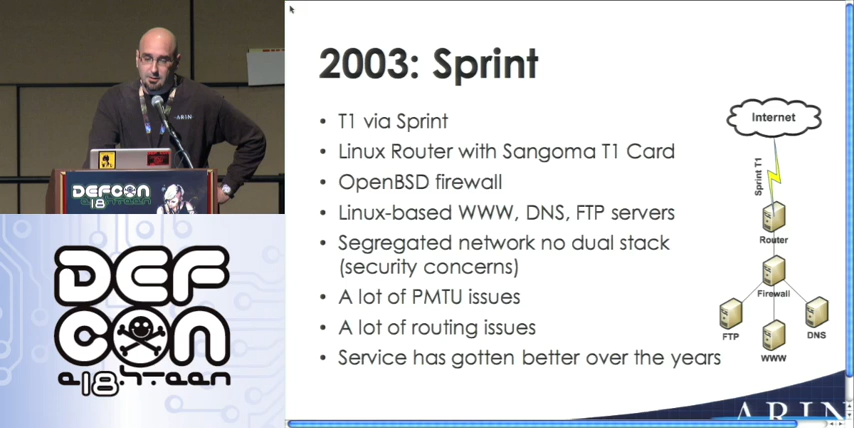 2003: Sprint
• T1 via Sprint
• Linux Router with Sangoma T1 Card
• OpenBSD firewall
• Linux-based WWW, DNS, FTP servers
• Segregated network no dual stack
(security concerns)
• A lot of PMTU issues
• A lot of routing issues
• Service has gotten better over the years
Internet
Sprint T1
Router
Firewall
FTP
WWW
DNS
ARIN
ARIN
DEFCON
18
DEF
CON